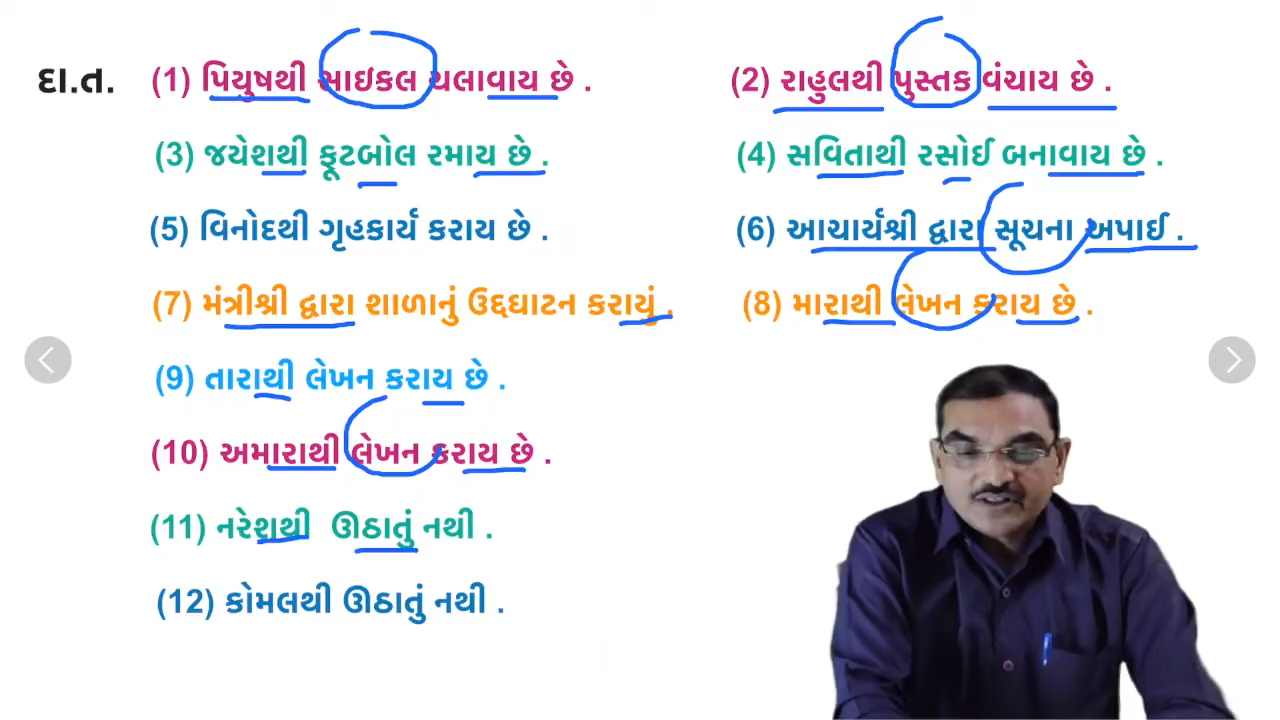 દા.ત. (1) પિયુષથી સાઇકલ ચલાવાય છે . (2) રાહુલથી પુસ્તક વંચાય છે .
(3) જયેશથી ફૂટબોલ રમાય છે . (4) સવિતાથી રસોઈ બનાવાય છે .
(5) વિનોદથી ગૃહકાર્ય કરાય છે . (6) આચાર્યશ્રી દ્વારા સૂચના અપાઈ .
(7) મંત્રીશ્રી દ્વારા શાળાનું ઉદ્દઘાટન કરાયું . (8) મારાથી લેખન કરાય છે .
(9) તારાથી લેખન કરાય છે .
(10) અમારાથી લેખન કરાય છે .
(11) નરેશથી ઊઠાતું નથી .
(12) કોમલથી ઊઠાતું નથી .